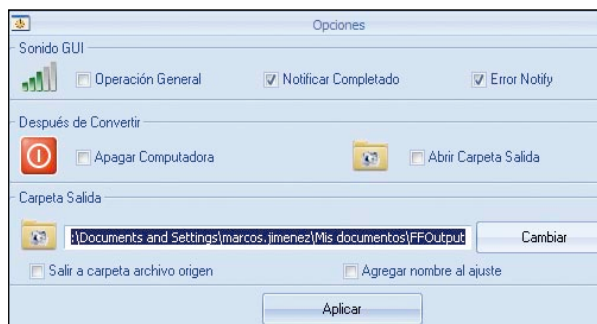 Opciones
Sonido GUI
Operación General Notificar Completado Error Notify
Después de Convertir
Apagar Computadora Abrir Carpeta Salida
Carpeta Salida
:\Documents and Settings\marcos.jimenez\Mis documentos\FFOutput Cambiar
Salir a carpeta archivo origen Agregar nombre al ajuste
Aplicar